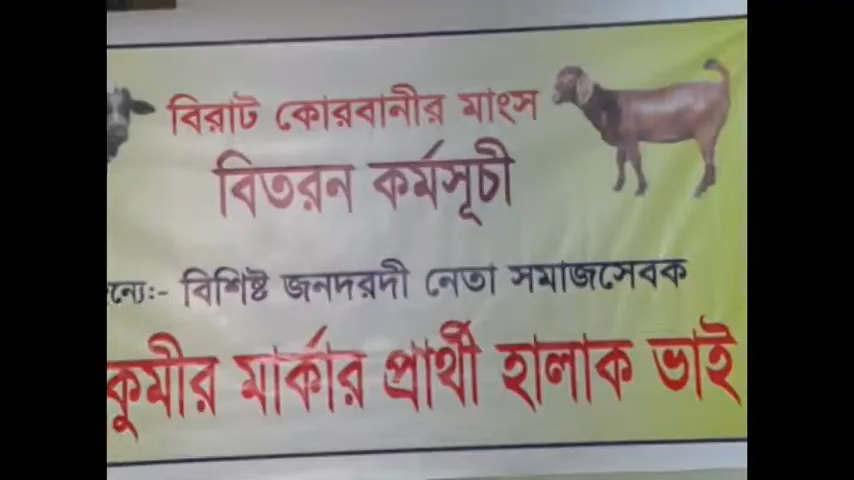 বিরাট কোরবানীর মাংস
বিতরন কর্মসূচী
বিশিষ্ট জনদরদী নেতা সমাজসেবক
কুমীর মার্কার প্রার্থী হালাক ভাই